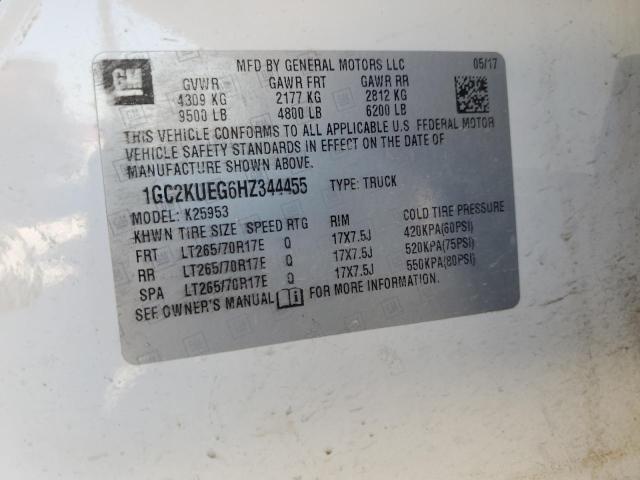 GM
MFD BY GENERAL MOTORS LLC 05/17
GVWR GAWR FRT GAWR RR
4309 KG 2177 KG 2812 KG
9500 LB 4800 LB 6200 LB
THIS VEHICLE CONFORMS TO ALL APPLICABLE U.S FEDERAL MOTOR
VEHICLE SAFETY STANDARDS IN EFFECT ON THE DATE OF
MANUFACTURE SHOWN ABOVE.
1GC2KUEG6HZ344455 TYPE: TRUCK
MODEL: K25953
KHWN TIRE SIZE SPEED RTG RIM COLD TIRE PRESSURE
FRT LT265/70R17E Q 17X7.5J 420KPA(60PSI)
RR LT265/70R17E Q 17X7.5J 520KPA(75PSI)
SPA LT265/70R17E Q 17X7.5J 550KPA(80PSI)
SEE OWNER'S MANUAL FOR MORE INFORMATION.